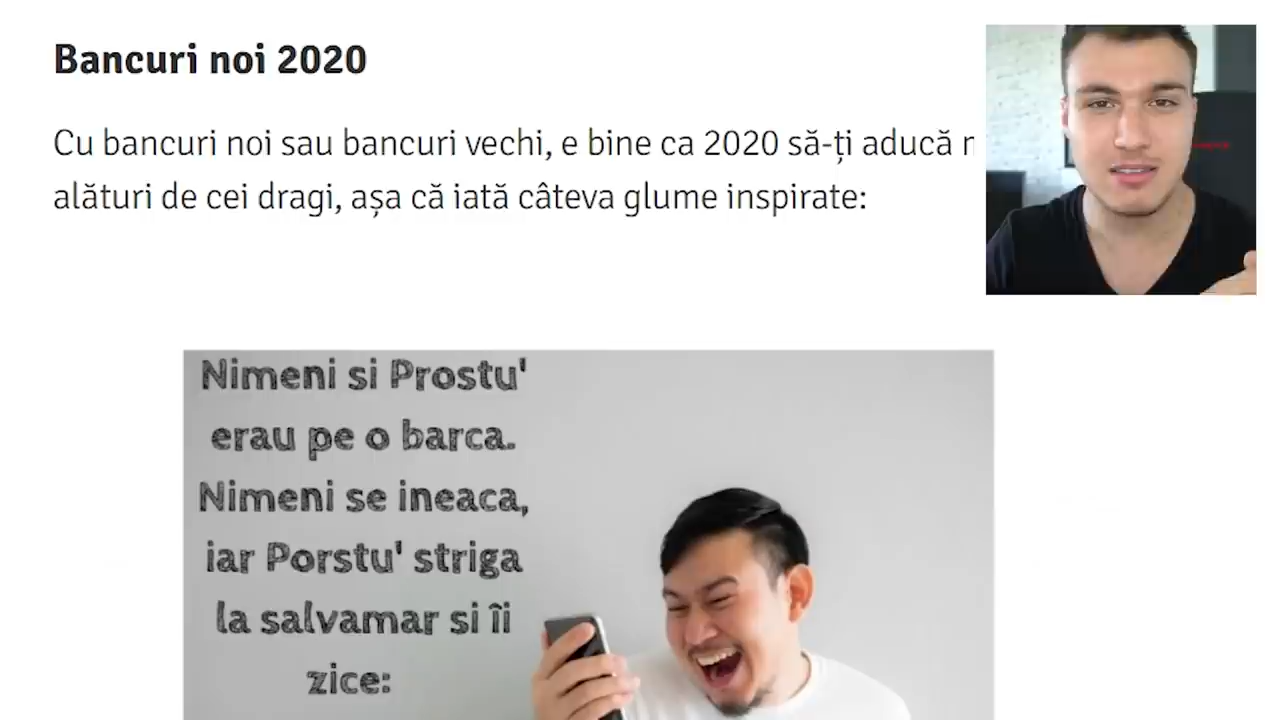 Bancuri noi 2020
Cu bancuri noi sau bancuri vechi, e bine ca 2020 să-ți aducă
alături de cei dragi, așa că iată câteva glume inspirate:
Nimeni si Prostu'
erau pe o barca.
Nimeni se ineaca,
iar Porstu' striga
la salvamar si îi
zice: